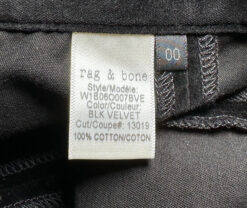 rag & bone
00
Style/Modèle:
W1806O007BVE
Color/Couleur:
BLK VELVET
Cut/Coupe#: 13019
100% COTTON/COTON